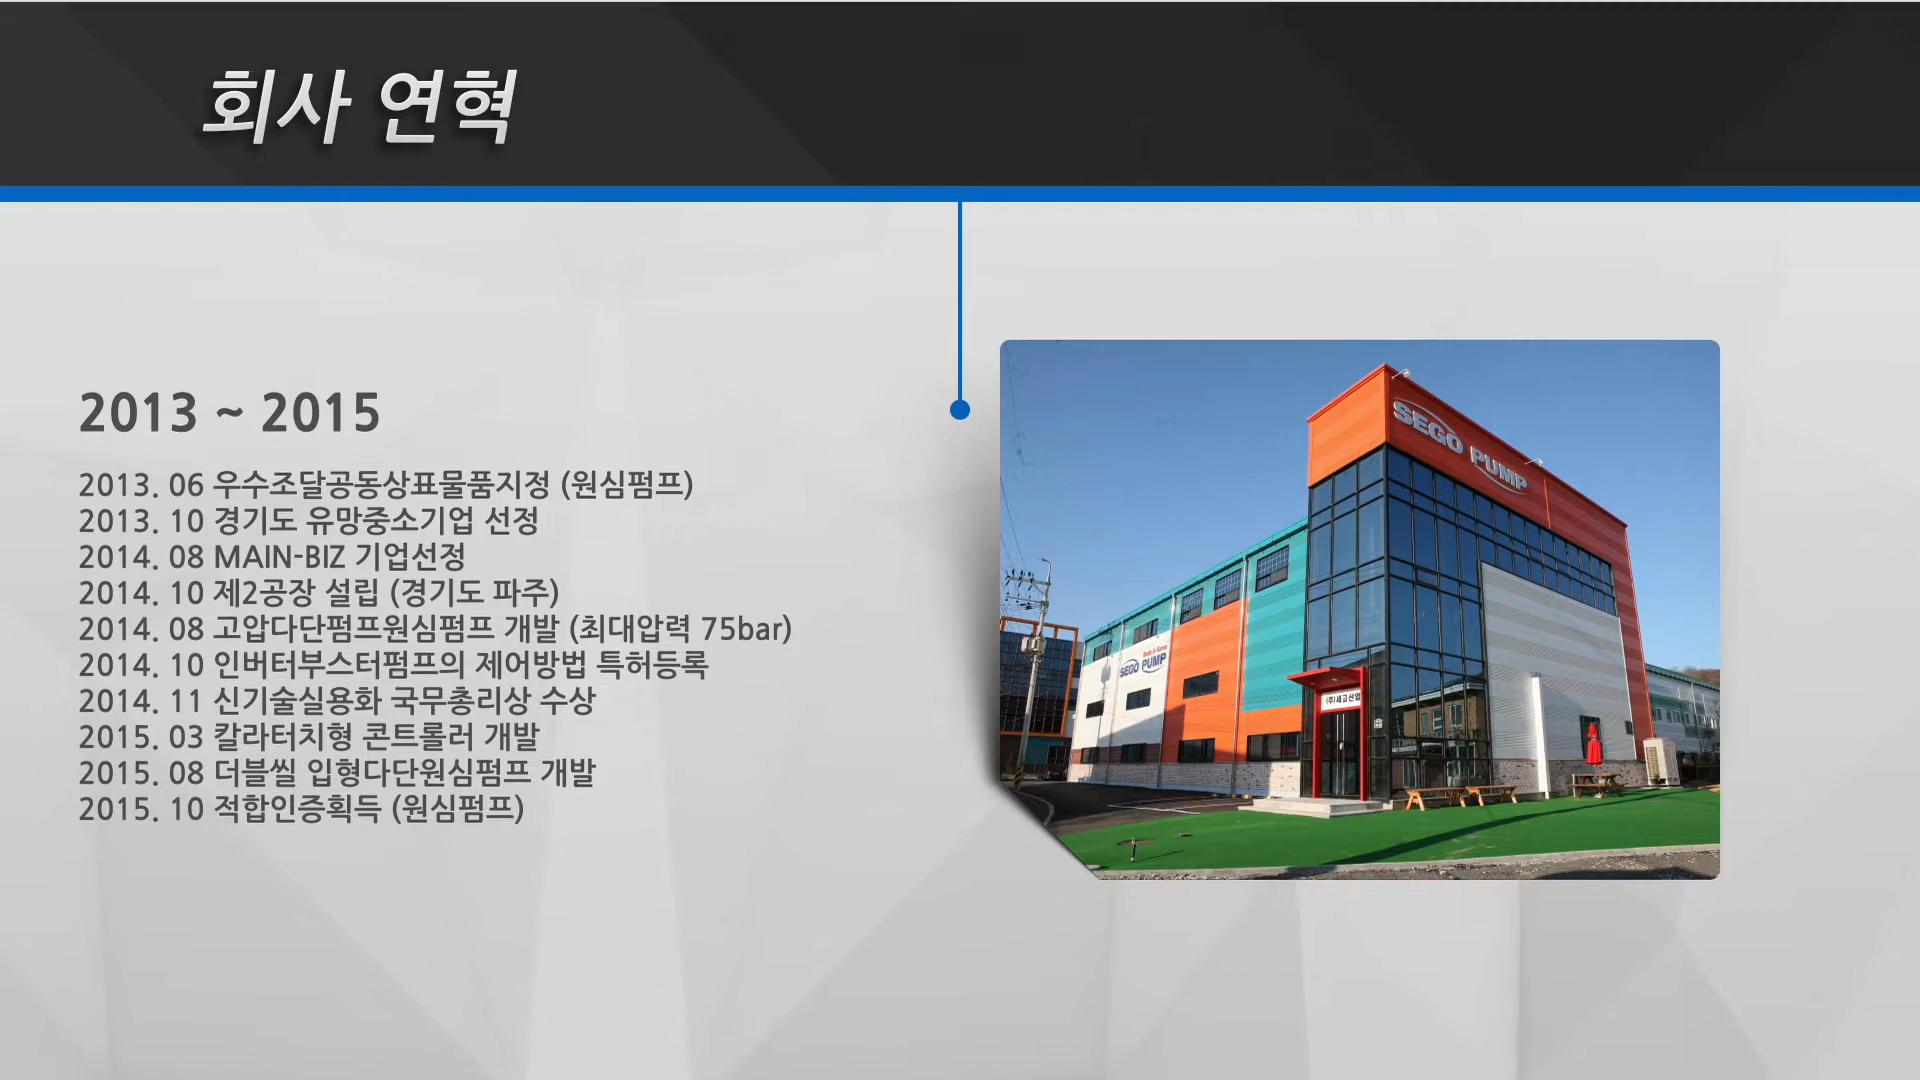 회사 연혁
2013 ~ 2015
2013. 06 우수조달공동상표물품지정 (원심펌프)
2013. 10 경기도 유망중소기업 선정
2014. 08 MAIN-BIZ 기업선정
2014. 10 제2공장 설립 (경기도 파주)
2014. 08 고압다단펌프원심펌프 개발 (최대압력 75bar)
2014. 10 인버터부스터펌프의 제어방법 특허등록
2014. 11 신기술실용화 국무총리상 수상
2015. 03 칼라터치형 콘트롤러 개발
2015. 08 더블씰 입형다단원심펌프 개발
2015. 10 적합인증획득 (원심펌프)
SEGO PUMP
Made in Korea
SEGO PUMP
(주)세고산업